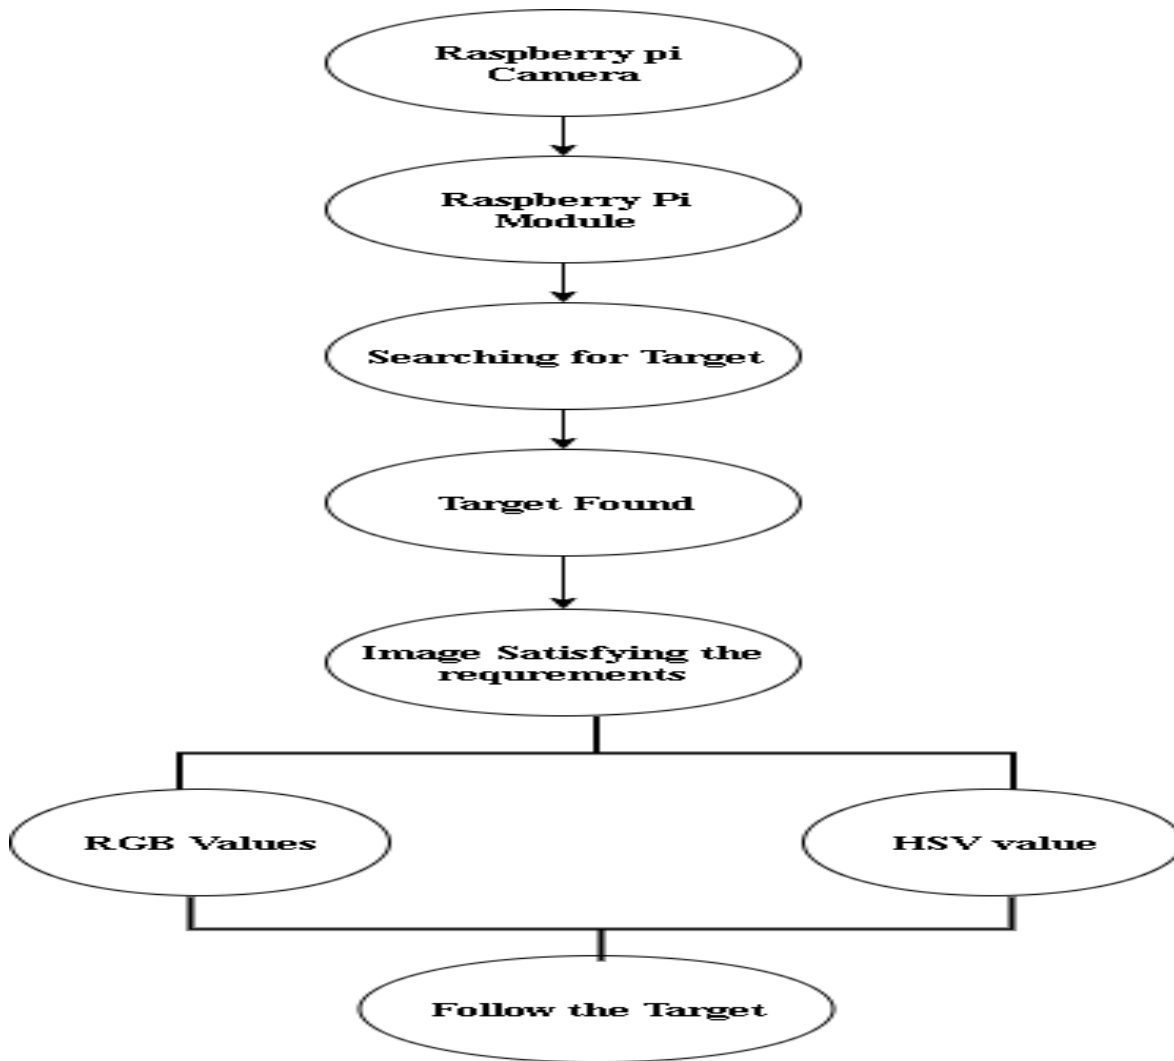 Raspberry pi
Camera
Raspberry Pi
Module
Searching for Target
Target Found
Image Satisfying the
requrements
RGB Values
HSV value
Follow the Target